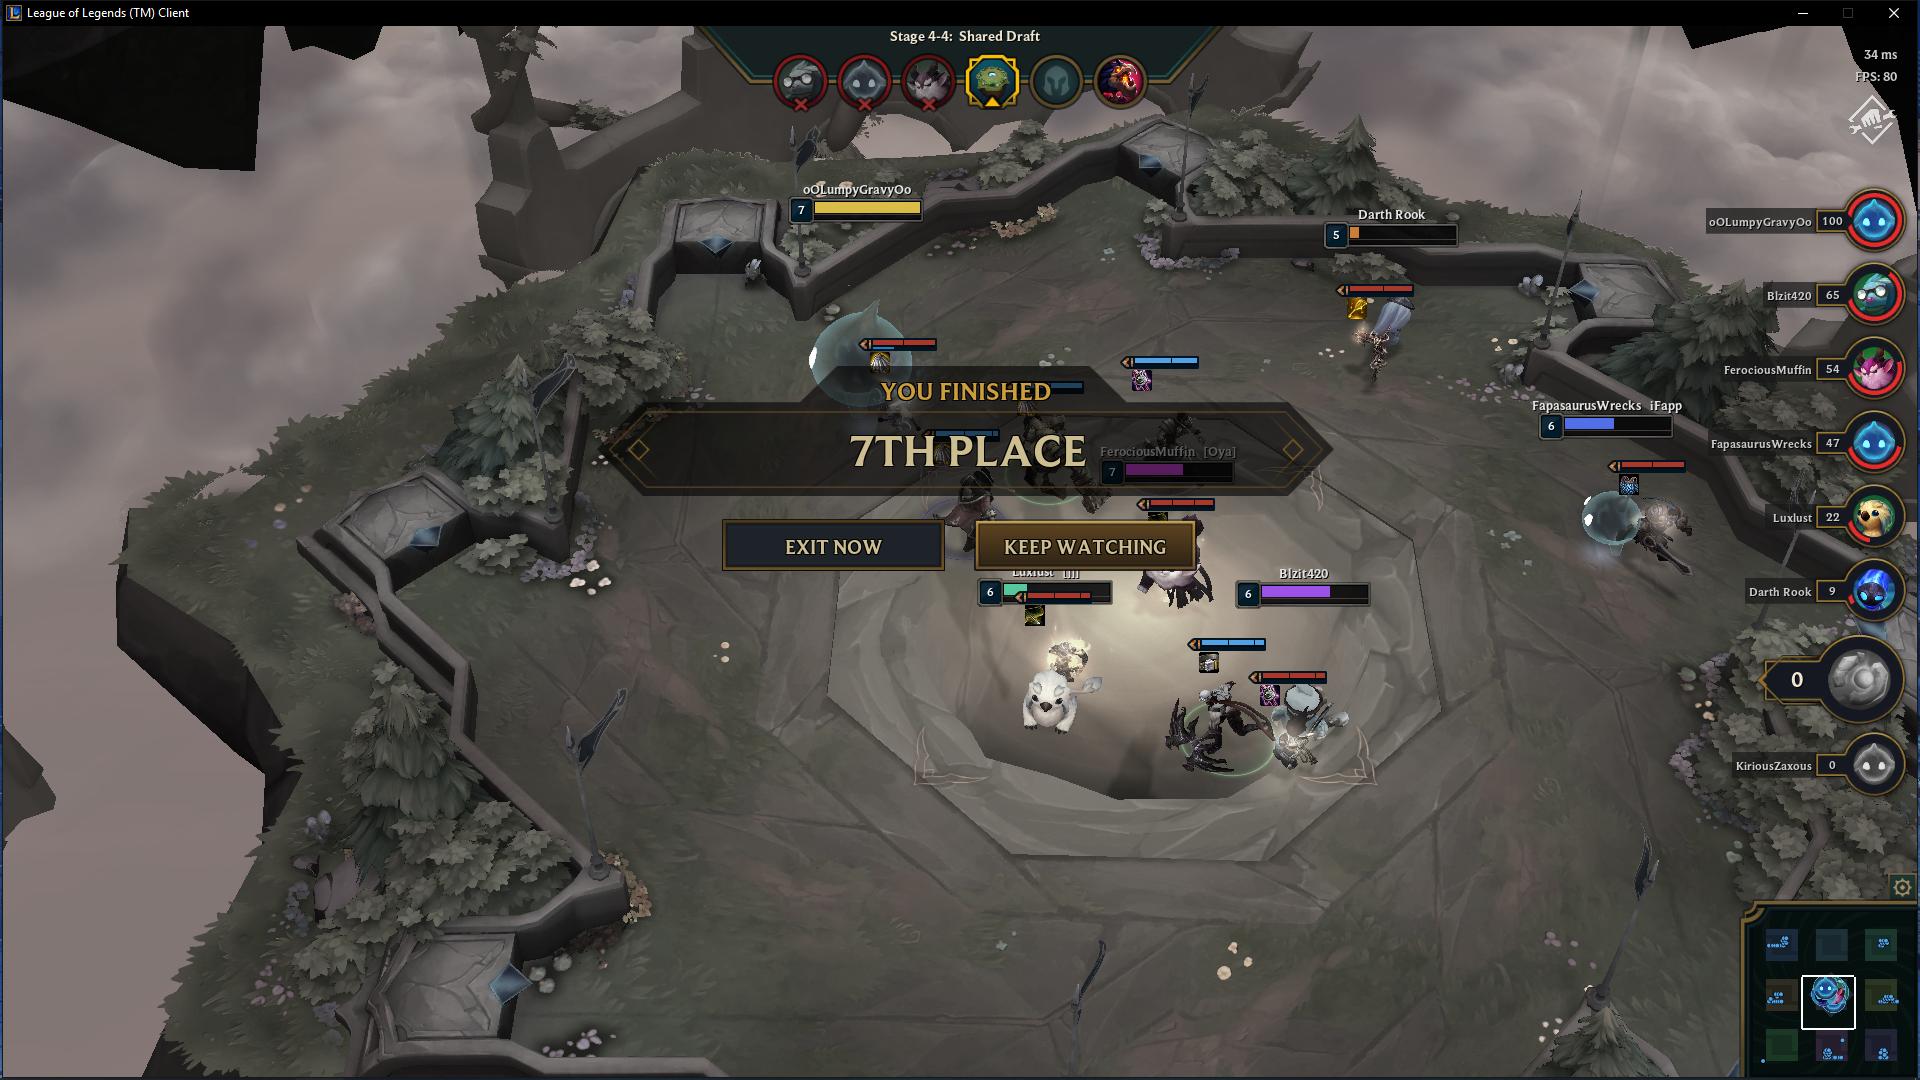 League of Legends (TM) Client
Stage 4-4: Shared Draft
34 ms
FPS: 80
oOLumpyGravyOo
7
Darth Rook
5
oOLumpyGravyOo 100
Blzit420 65
FerociousMuffin 54
FapasaurusWrecks iFapp
6
FapasaurusWrecks 47
YOU FINISHED
7TH PLACE
FerociousMuffin [Oya]
7
EXIT NOW
KEEP WATCHING
Luxlust 22
Luxlust
6
Blzit420
6
Darth Rook 9
0
KiriousZaxous 0